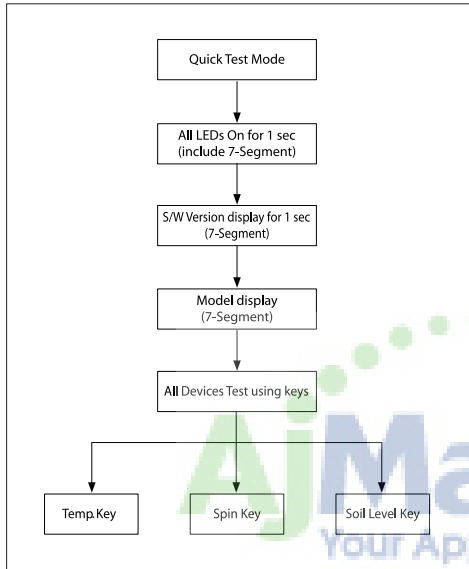 Quick Test Mode
All LEDs On for 1 sec
(include 7-Segment)
S/W Version display for 1 sec
(7-Segment)
Model display
(7-Segment)
All Devices Test using keys
Temp. Key
Spin Key
Soil Level Key